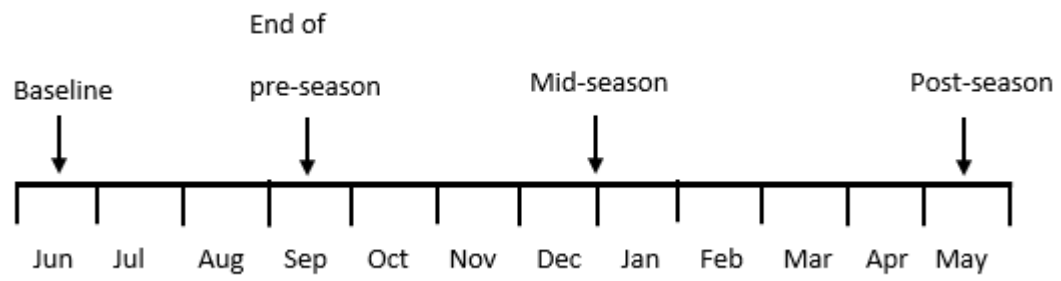 End of
pre-season
Baseline
Mid-season
Post-season
Jun Jul Aug Sep Oct Nov Dec Jan Feb Mar Apr May